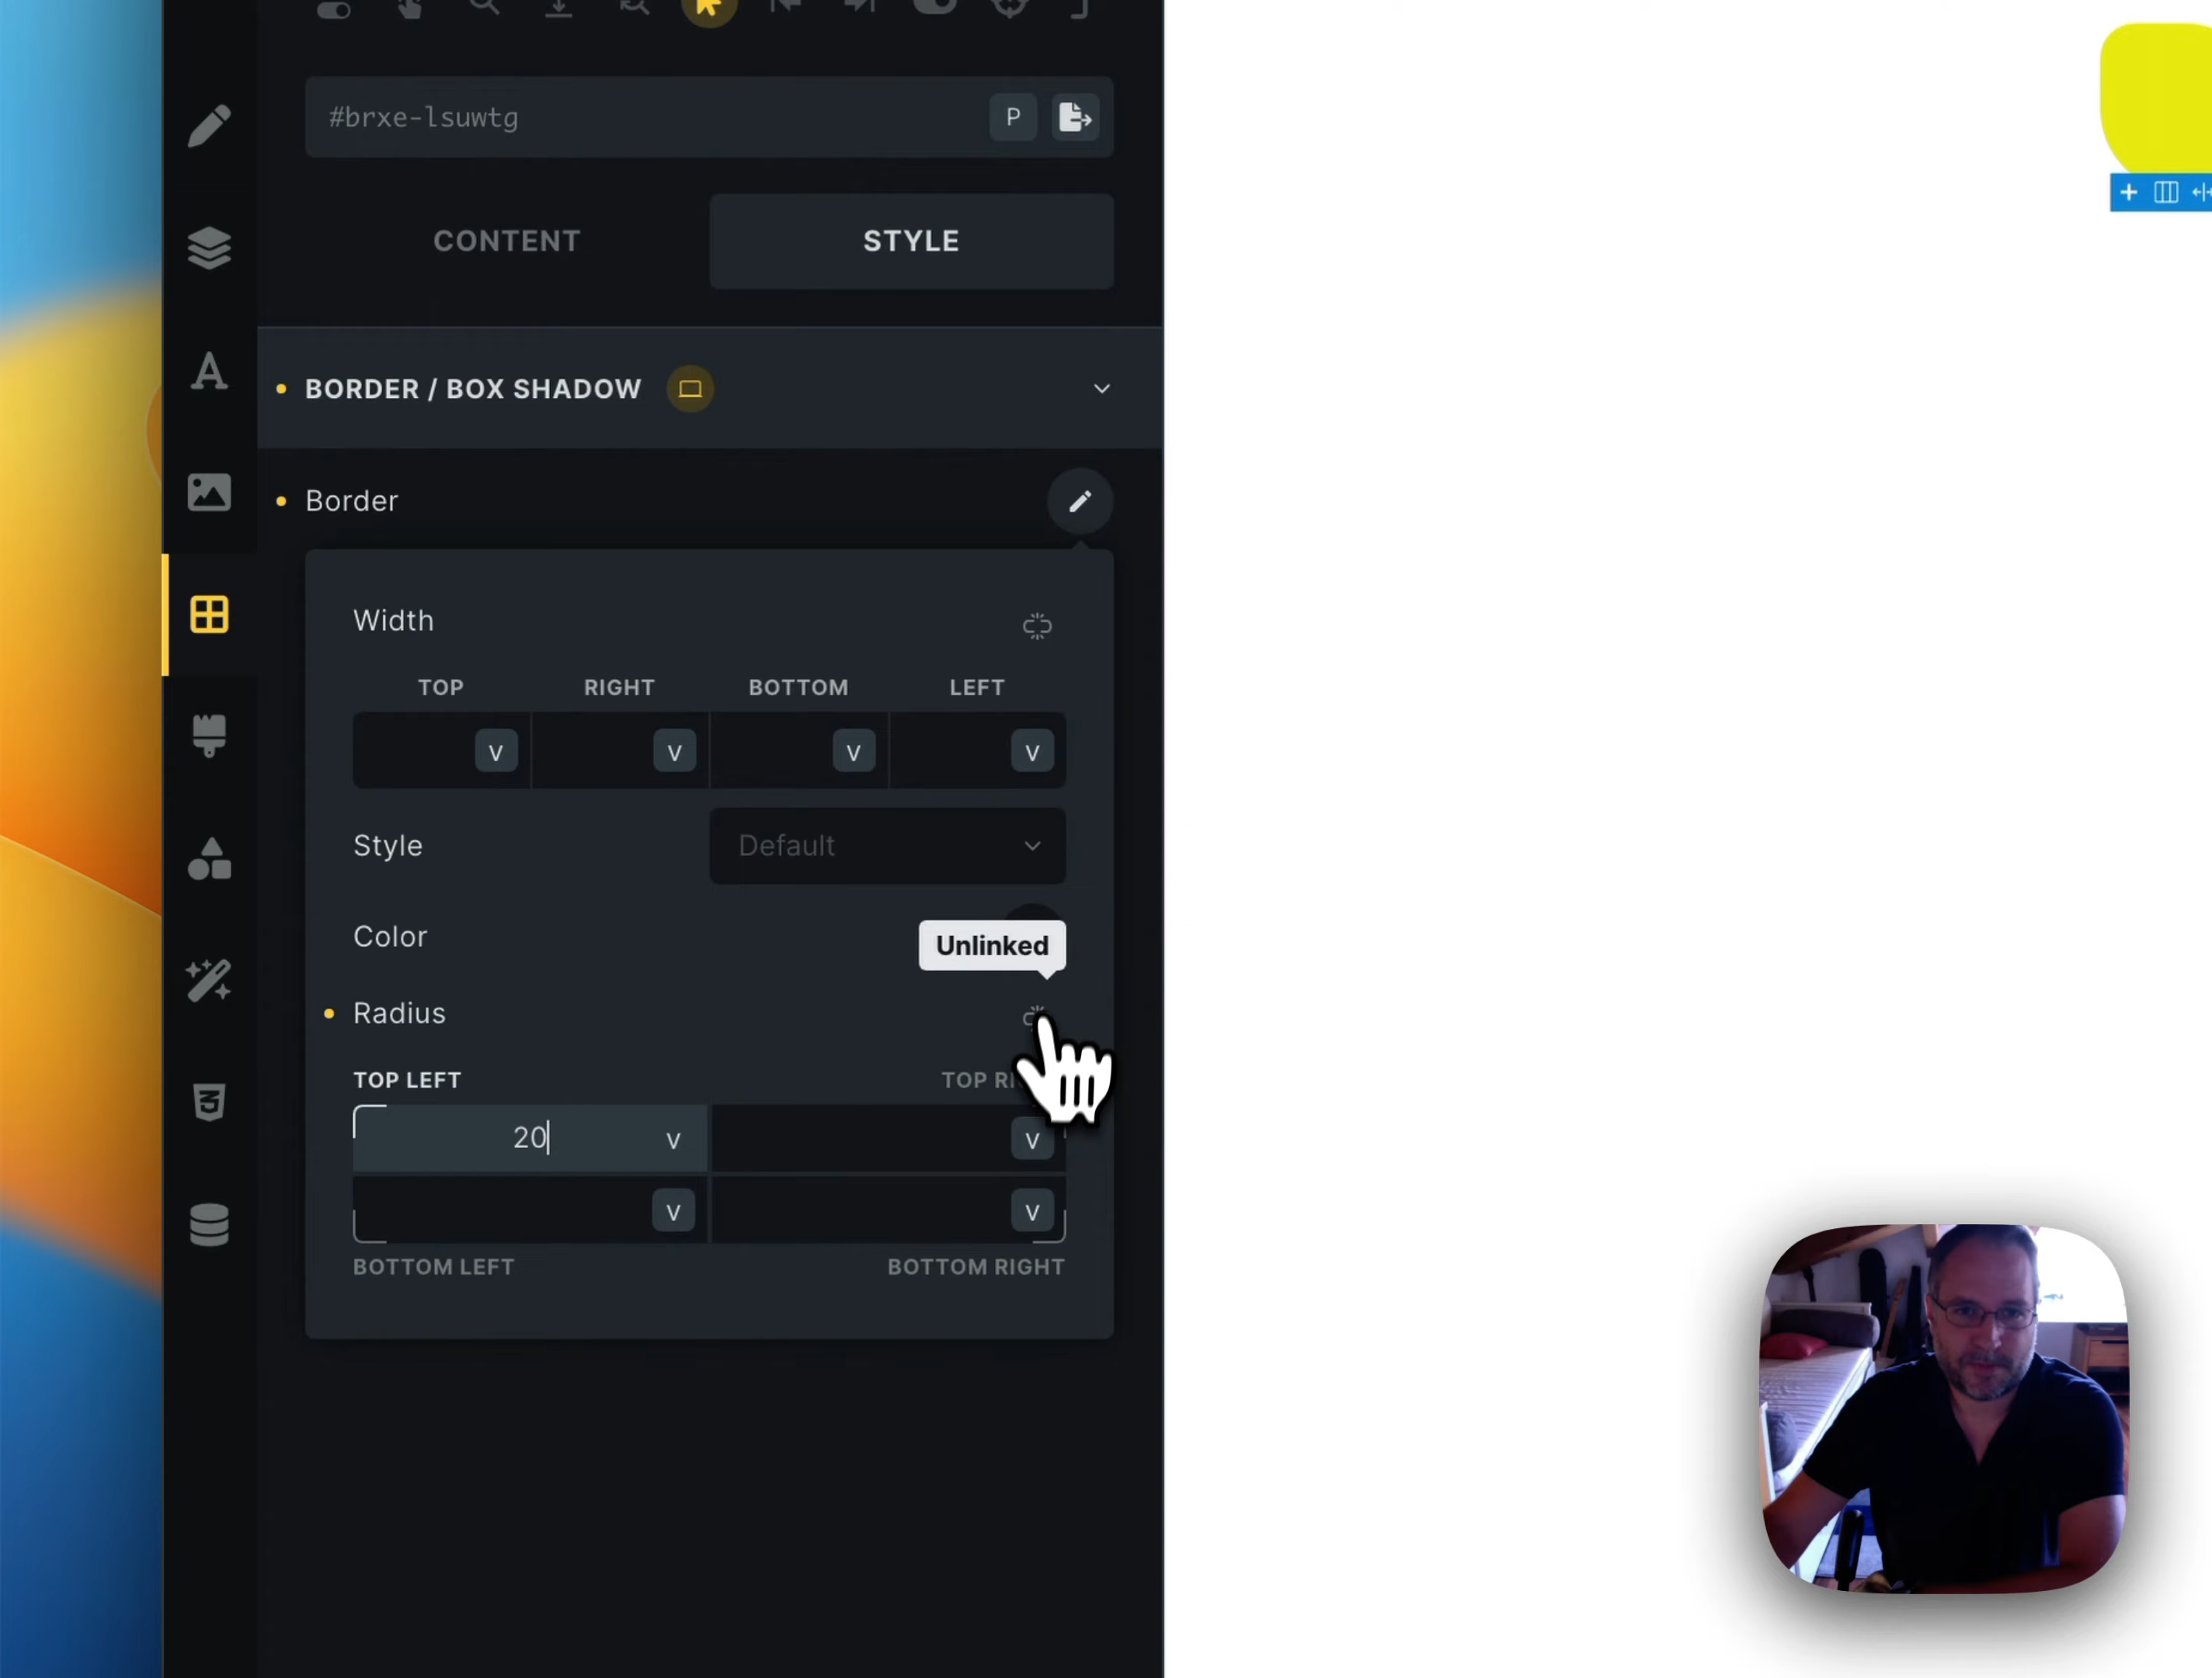 #brxe-lsuwtg
P
CONTENT
STYLE
BORDER / BOX SHADOW
Border
Width
TOP RIGHT BOTTOM LEFT
V V V V
Style
Default
Color
Unlinked
Radius
TOP LEFT
TOP
20 V V
V V
BOTTOM LEFT BOTTOM RIGHT